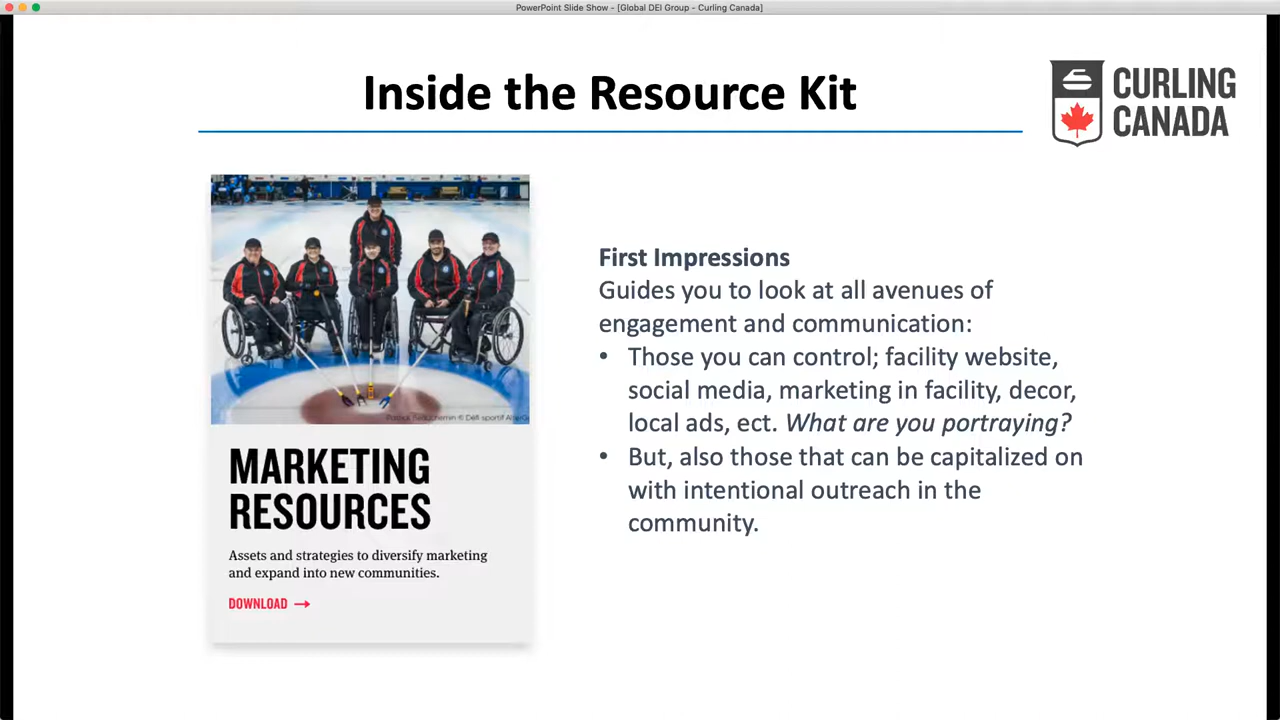 PowerPoint Slide Show - [Global DEI Group - Curling Canada]
Inside the Resource Kit
CURLING
CANADA
First Impressions
Guides you to look at all avenues of
engagement and communication:
• Those you can control; facility website,
social media, marketing in facility, decor,
local ads, ect. What are you portraying?
• But, also those that can be capitalized on
with intentional outreach in the
community.
MARKETING
RESOURCES
Assets and strategies to diversify marketing
and expand into new communities.
DOWNLOAD →